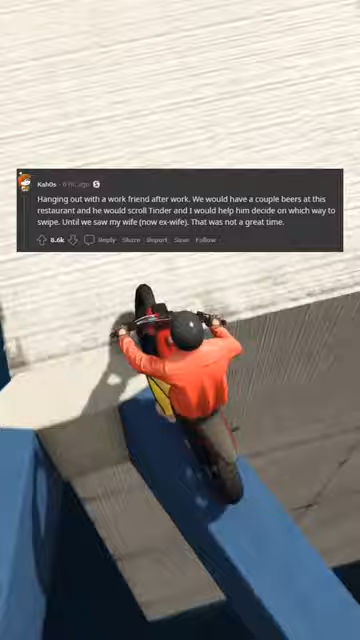 Kah0s
S
Hanging out with a work friend after work. We would have a couple beers at this
restaurant and he would scroll Tinder and I would help him decide on which way to
swipe. Until we saw my wife (now ex-wife). That was not a great time.
8.6k Reply Share Report Save Follow